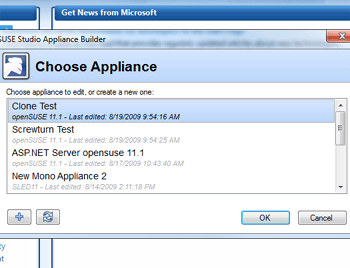 Get News from Microsoft
SUSE Studio Appliance Builder
Choose Appliance
Choose appliance to edit, or create a new one:
Clone Test
openSUSE 11.1 - Last edited: 8/19/2009 9:54:16 AM
Screwturn Test
openSUSE 11.1 - Last edited: 8/19/2009 9:54:25 AM
ASP.NET Server opensuse 11.1
openSUSE 11.1 - Last edited: 8/17/2009 10:43:40 AM
New Mono Appliance 2
SLED11 - Last edited: 8/14/2009 2:11:18 PM
OK
Cancel